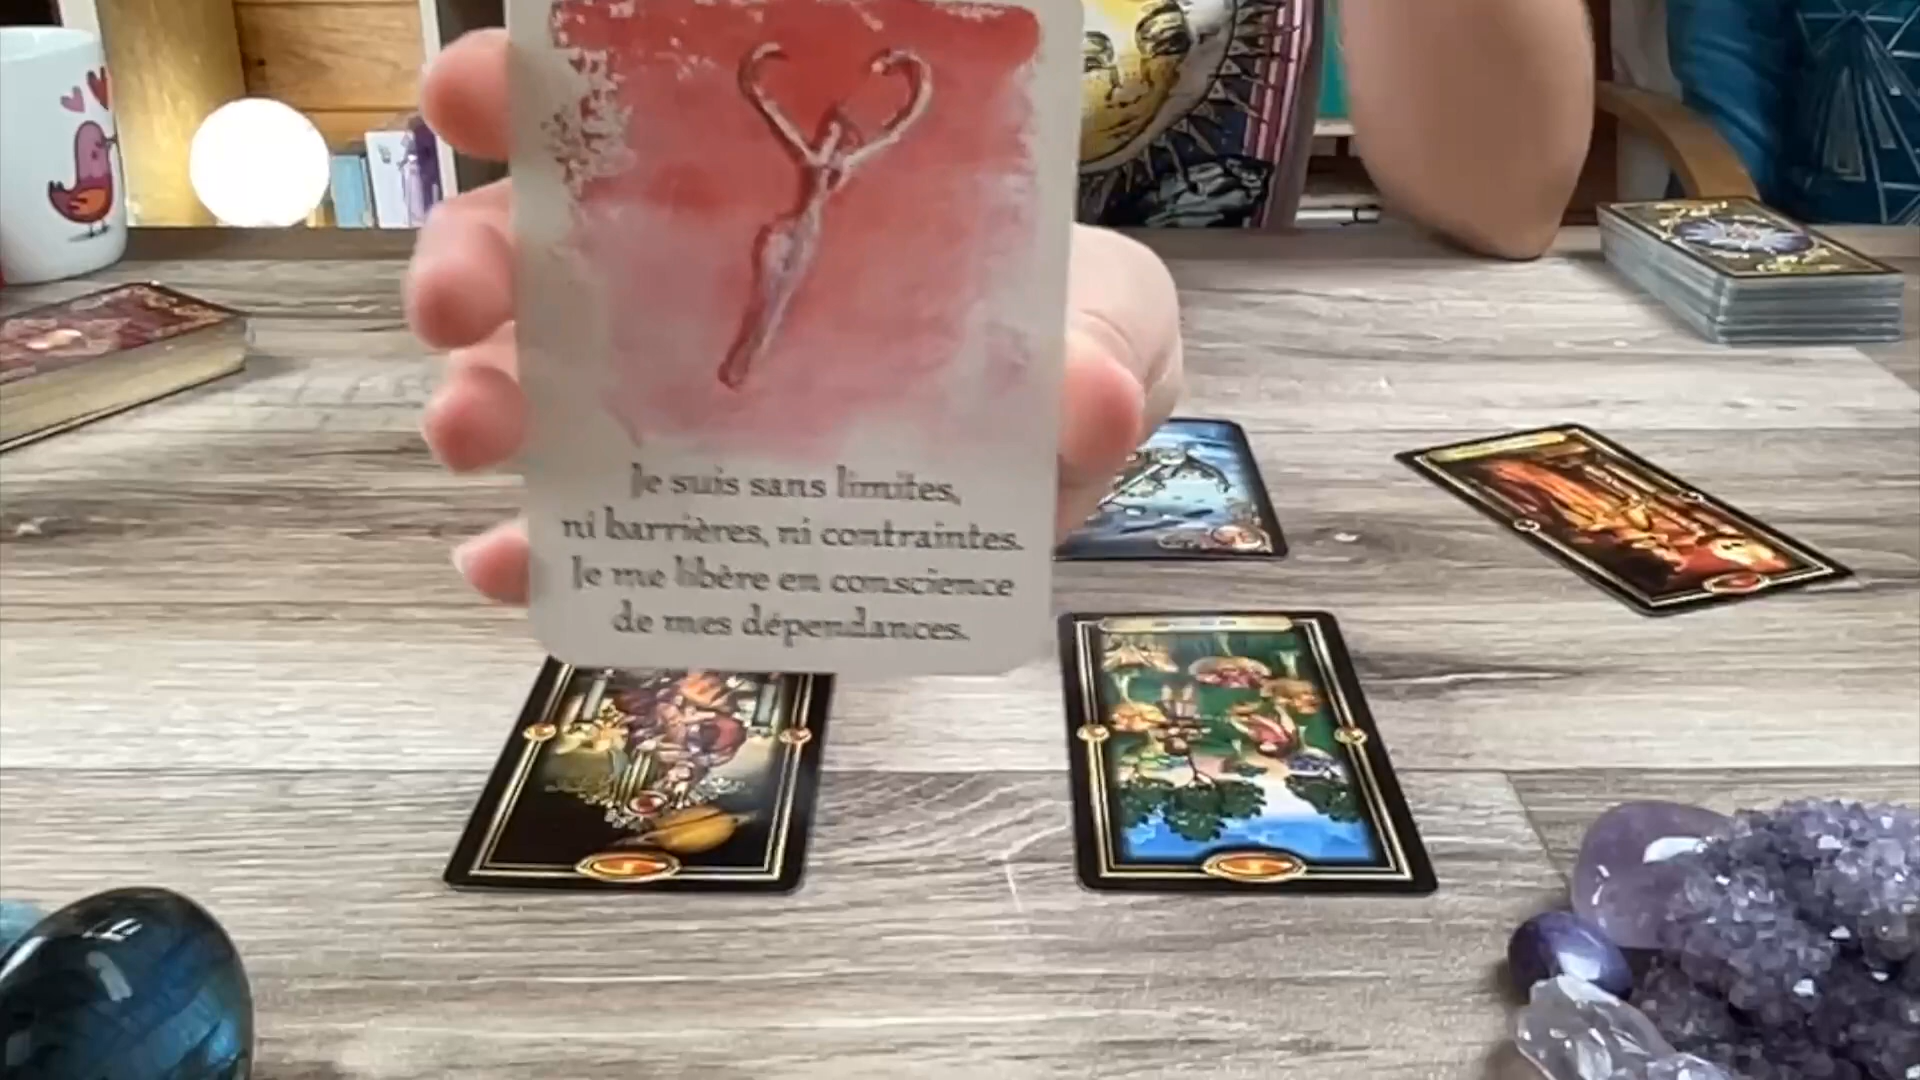 Je suis sans limites,
ni barrières, ni contraintes.
Je me libère en conscience
de mes dépendances.